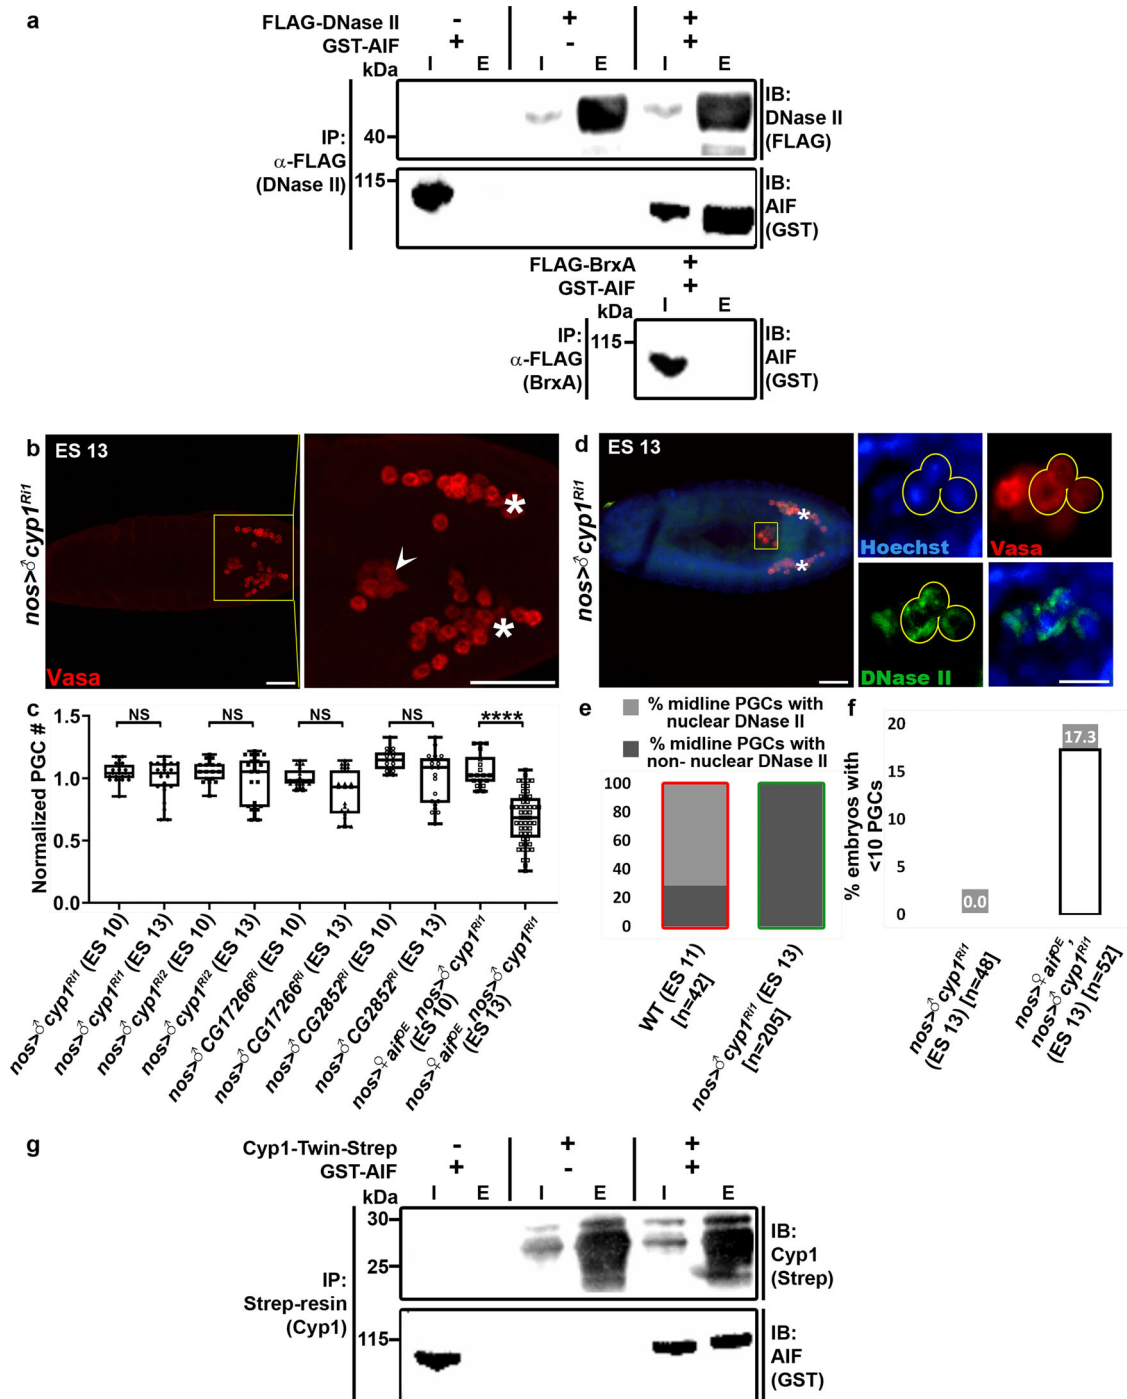 a
FLAG-DNase II - + +
GST-AIF + - +
kDa I E I E I E
IP:
α-FLAG
(DNase II)
40
IB:
DNase II
(FLAG)
115
IB:
AIF
(GST)
FLAG-BrxA +
GST-AIF +
kDa I E
IP:
α-FLAG
(BrxA)
115
IB:
AIF
(GST)
b
ES 13
nos>♂cyp1Ri1
Vasa
*
*
d
ES 13
nos>♂cyp1Ri1
*
*
Hoechst
Vasa
DNase II
c
Normalized PGC #
1.5
1.0
0.5
0.0
NS
NS
NS
NS
****
nos>♂cyp1Ri1 (ES 10)
nos>♂cyp1Ri1 (ES 13)
nos>♂cyp1Ri2 (ES 10)
nos>♂cyp1Ri2 (ES 13)
nos>♂CG17266Ri (ES 10)
nos>♂CG17266Ri (ES 13)
nos>♂CG2852Ri (ES 10)
nos>♂CG2852Ri (ES 13)
nos>♀aifOE, nos>♂cyp1Ri1
(ES 10)
nos>♀aifOE, nos>♂cyp1Ri1
(ES 13)
e
% midline PGCs with
nuclear DNase II
% midline PGCs with
non- nuclear DNase II
100
80
60
40
20
0
WT (ES 11)
[n=42]
nos>♂cyp1Ri1 (ES 13)
[n=205]
f
% embryos with
<10 PGCs
20
15
10
5
0
0.0
17.3
nos>♂cyp1Ri1
(ES 13) [n=48]
nos>♀aifOE,
nos>♂cyp1Ri1
(ES 13) [n=52]
g
Cyp1-Twin-Strep - + +
GST-AIF + - +
kDa I E I E I E
IP:
Strep-resin
(Cyp1)
30
25
IB:
Cyp1
(Strep)
115
IB:
AIF
(GST)